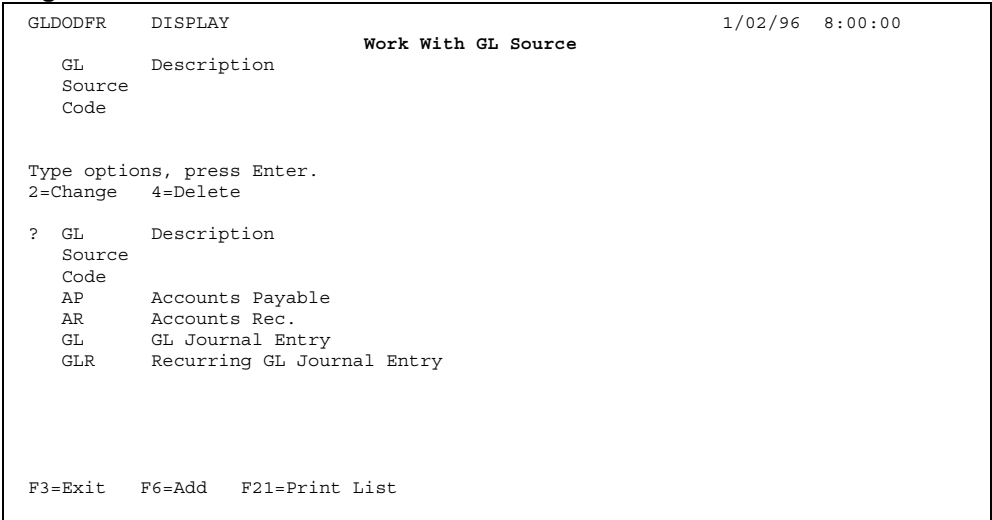 GLDODFR DISPLAY 1/02/96 8:00:00
Work With GL Source
GL Description
Source
Code
Type options, press Enter.
2=Change 4=Delete
? GL Description
Source
Code
AP Accounts Payable
AR Accounts Rec.
GL GL Journal Entry
GLR Recurring GL Journal Entry
F3=Exit F6=Add F21=Print List